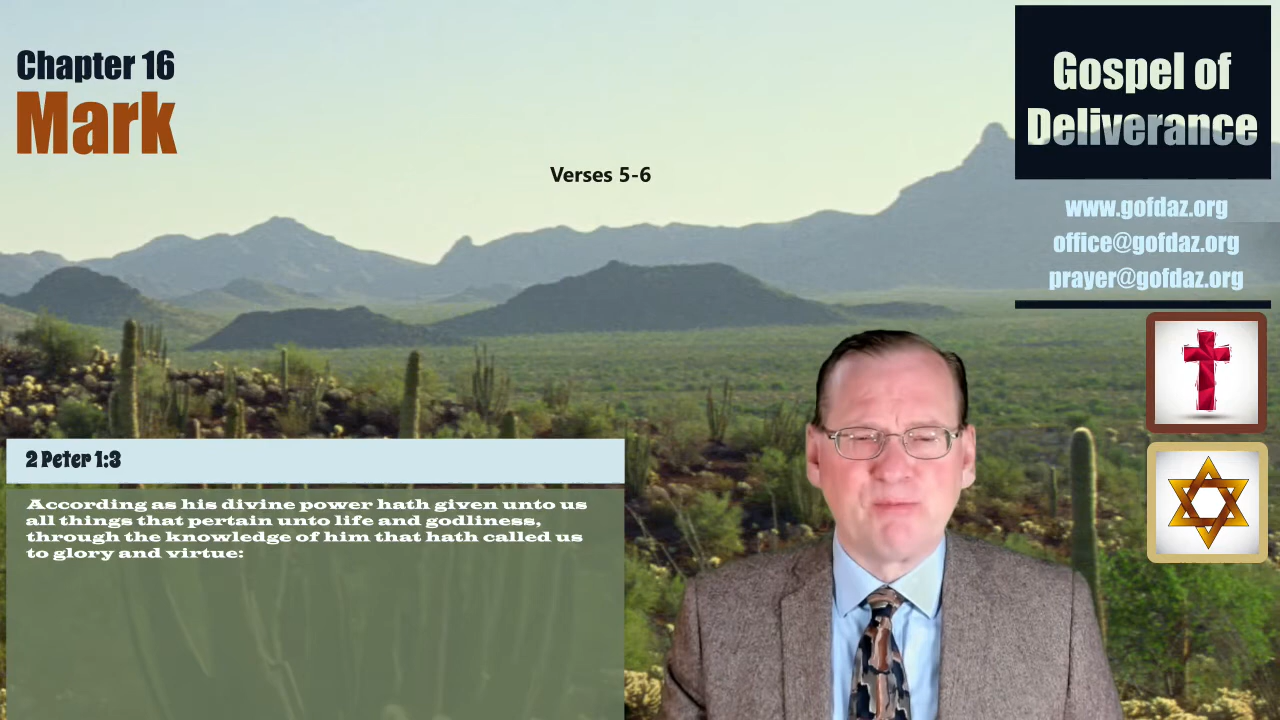 Chapter 16
Mark
Verses 5-6
Gospel of
Deliverance
www.gofdaz.org
office@gofdaz.org
prayer@gofdaz.org
2 Peter 1:3
According as his divine power hath given unto us
all things that pertain unto life and godliness,
through the knowledge of him that hath called us
to glory and virtue: